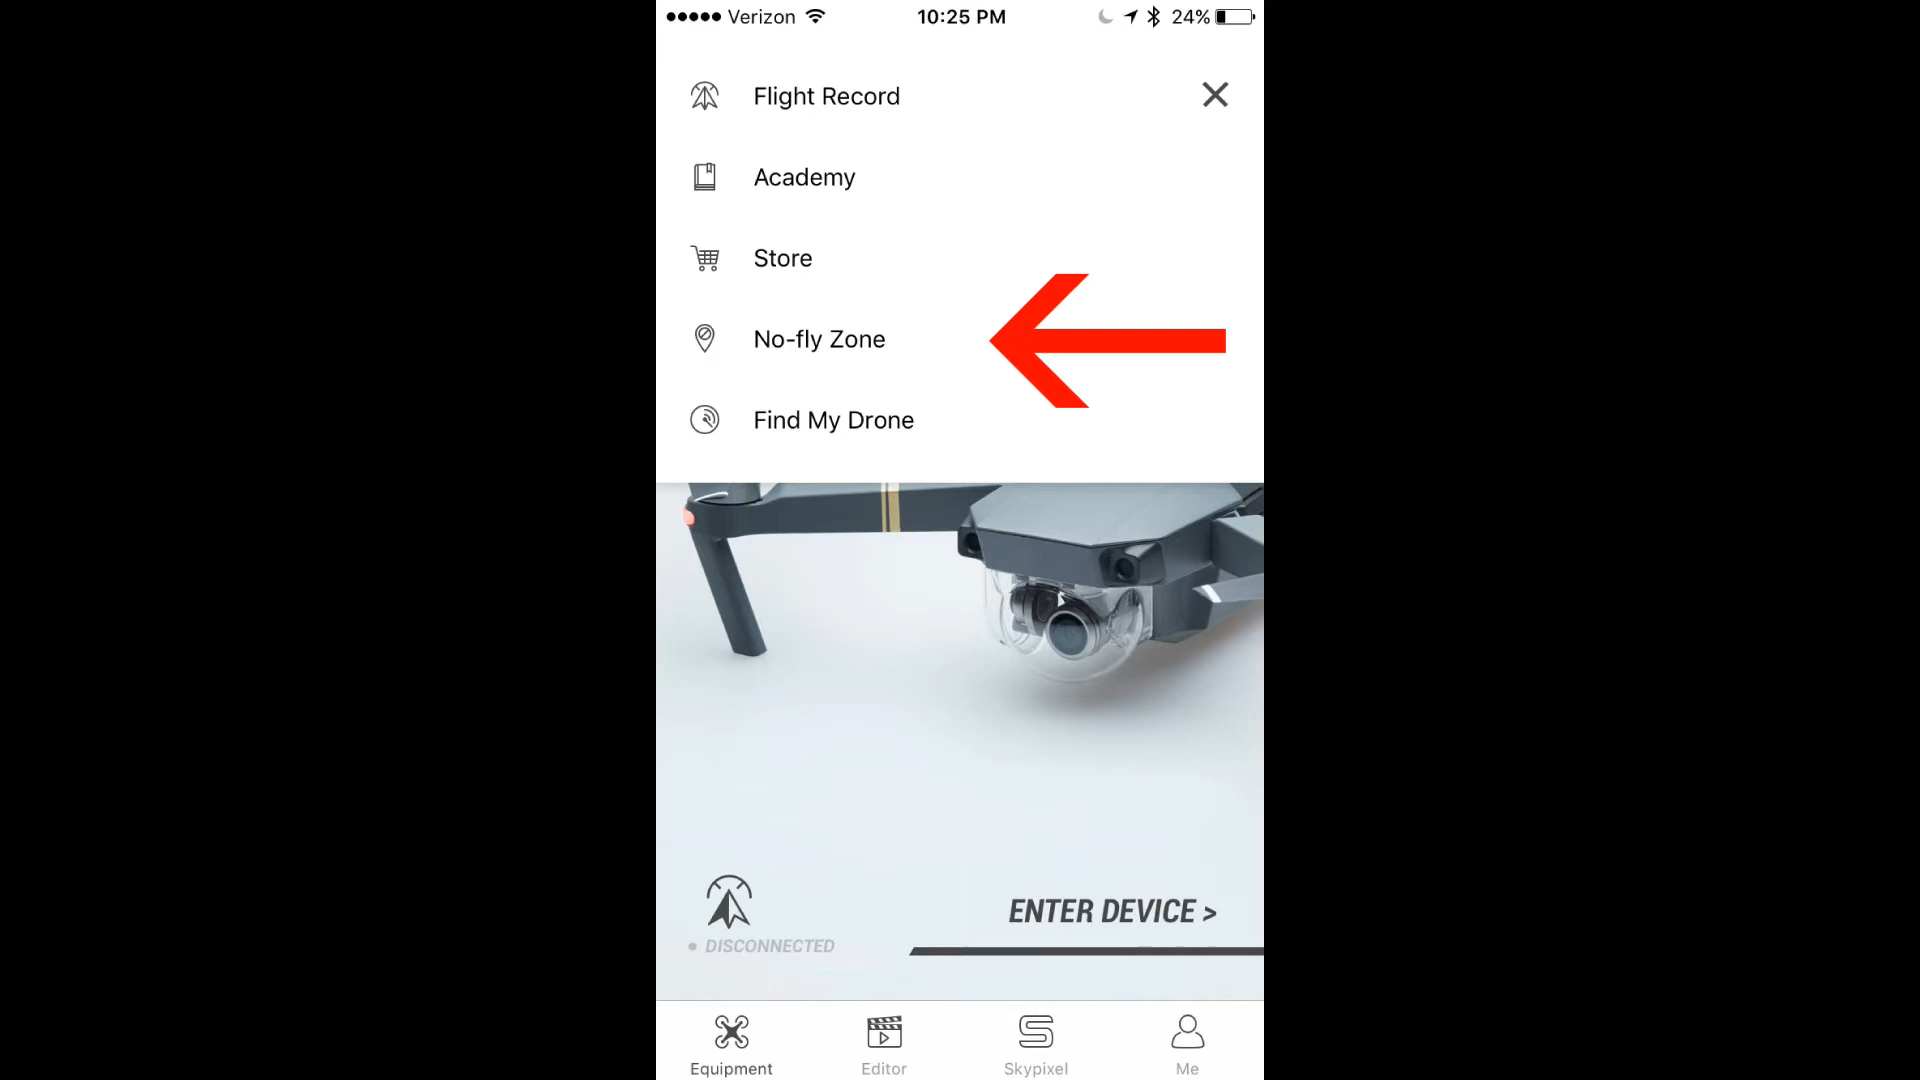 Verizon 10:25 PM 24%
Flight Record
Academy
Store
No-fly Zone
Find My Drone
ENTER DEVICE >
DISCONNECTED
Equipment Editor Skypixel Me